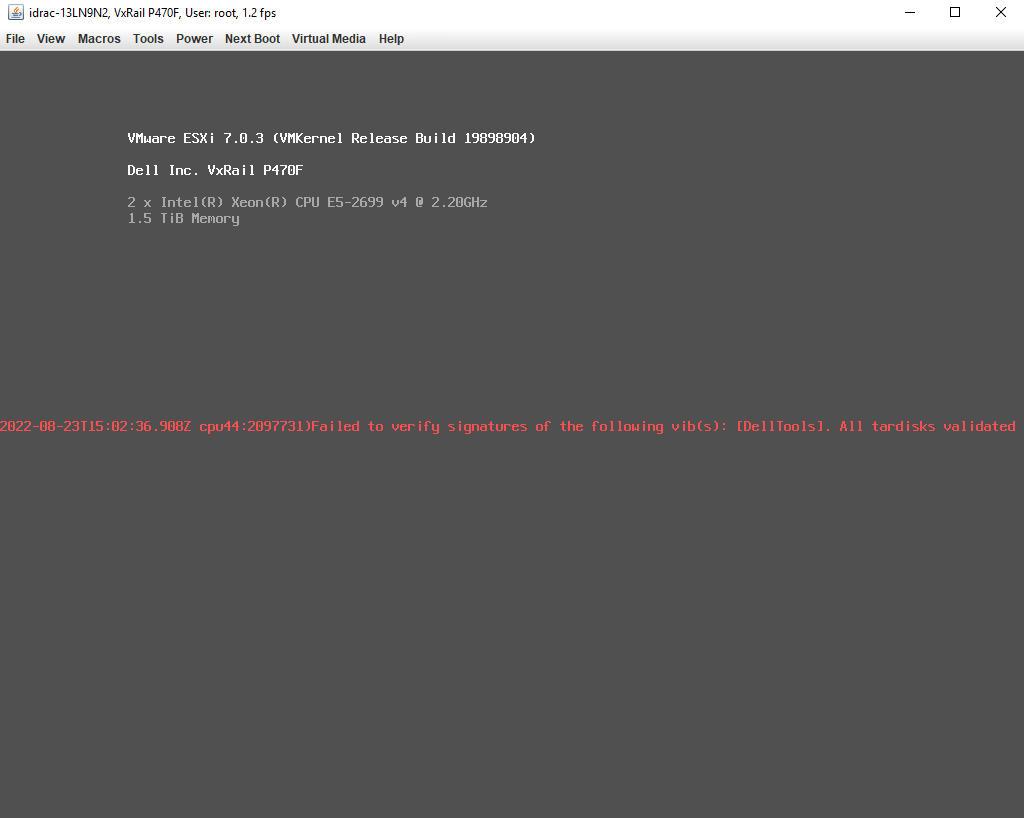 idrac-13LN9N2, VxRail P470F, User: root, 1.2 fps
File View Macros Tools Power Next Boot Virtual Media Help
VMware ESXi 7.0.3 (VMKernel Release Build 19898904)
Dell Inc. VxRail P470F
2 x Intel(R) Xeon(R) CPU E5-2699 v4 @ 2.20GHz
1.5 TiB Memory
2022-08-23T15:02:36.908Z cpu44:2097731)Failed to verify signatures of the following vib(s): [DellTools]. All tardisks validated